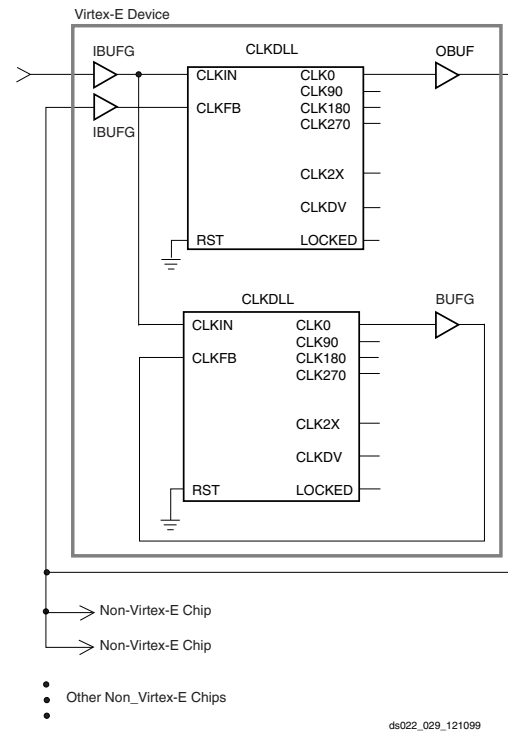 Virtex-E Device
IBUFG
CLKDLL
OBUF
CLKIN
CLK0
CLK90
CLKFB
CLK180
IBUFG
CLK270
CLK2X
CLKDV
RST
LOCKED
CLKDLL
BUFG
CLKIN
CLK0
CLK90
CLKFB
CLK180
CLK270
CLK2X
CLKDV
RST
LOCKED
Non-Virtex-E Chip
Non-Virtex-E Chip
Other Non_Virtex-E Chips
ds022_029_121099